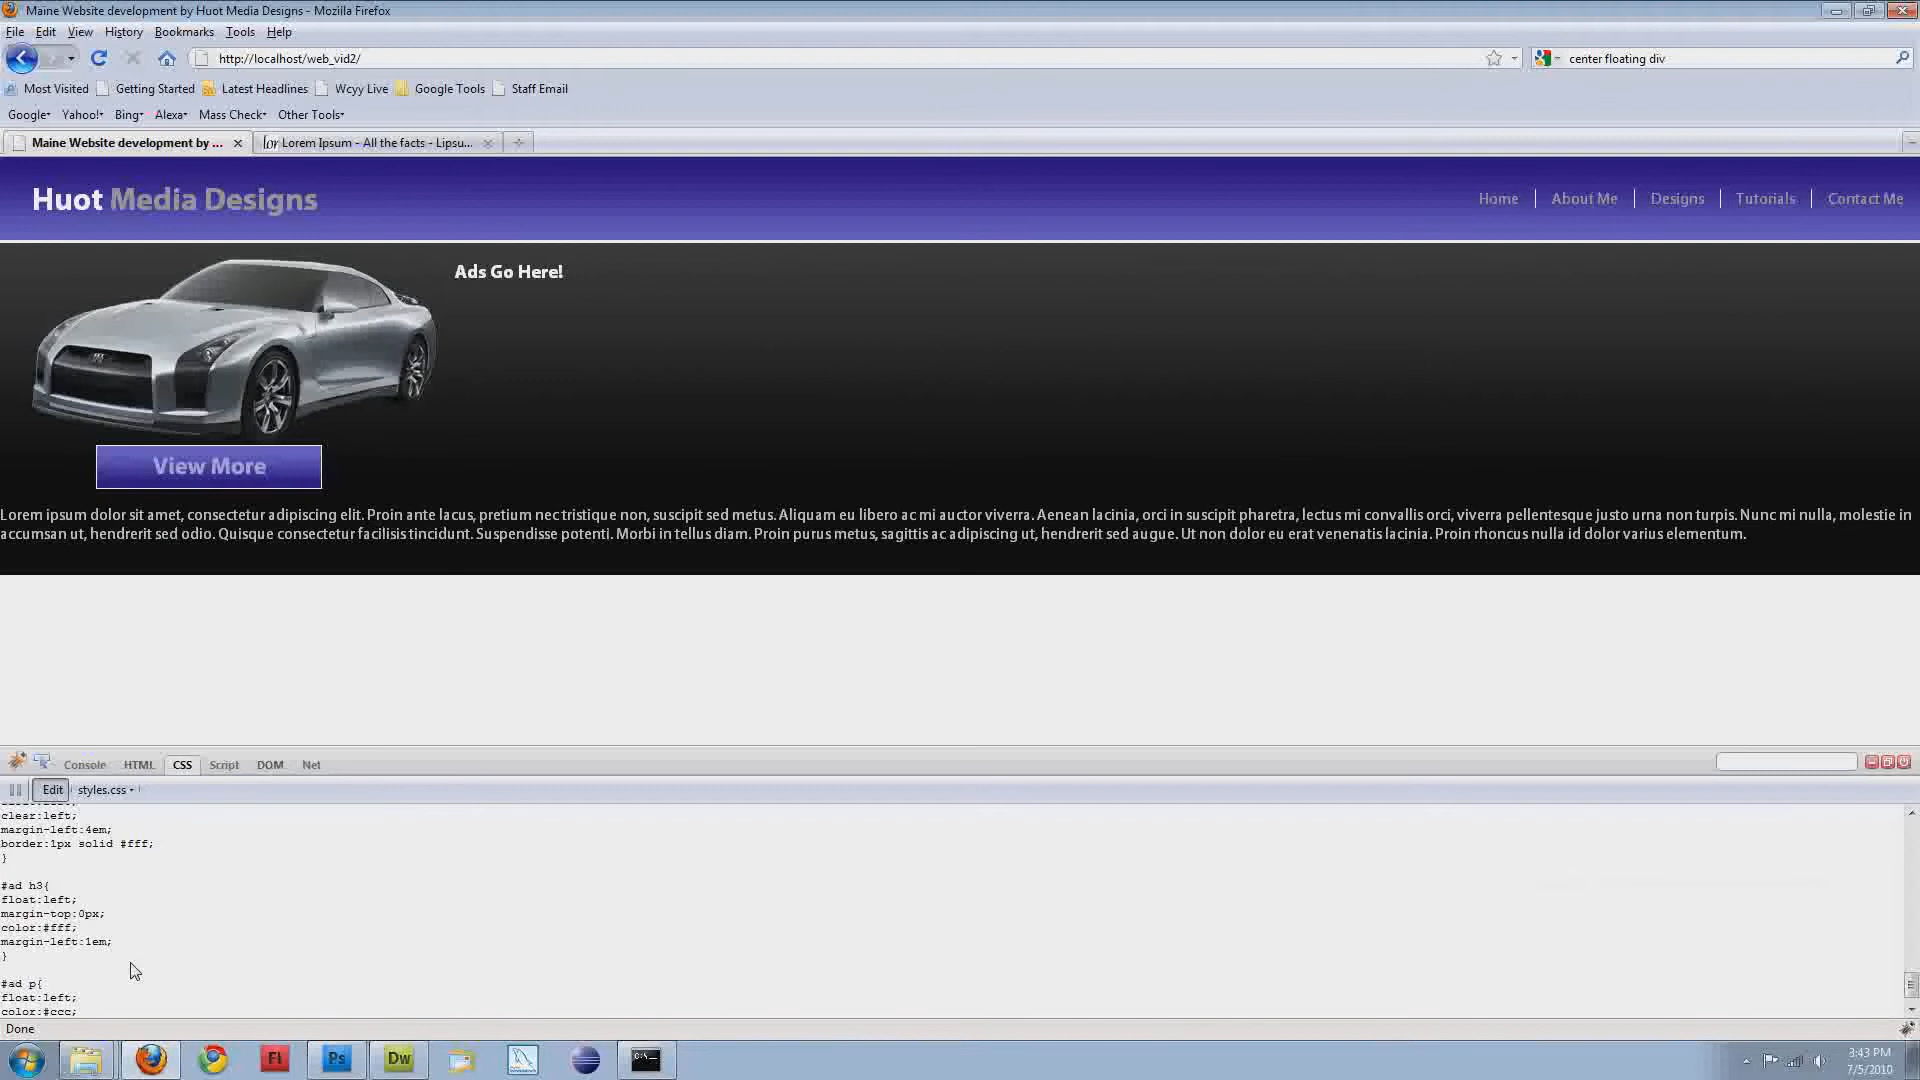 Maine Website development by Huot Media Designs - Mozilla Firefox
File Edit View History Bookmarks Tools Help
http://localhost/web_vid2/
center floating div
Most Visited Getting Started Latest Headlines Wcyy Live Google Tools Staff Email
Google Yahoo! Bing Alexa Mass Check Other Tools
Maine Website development by ... Lorem Ipsum - All the facts - Lipsu...
Huot Media Designs
Home About Me Designs Tutorials Contact Me
Ads Go Here!
View More
Lorem ipsum dolor sit amet, consectetur adipiscing elit. Proin ante lacus, pretium nec tristique non, suscipit sed metus. Aliquam eu libero ac mi auctor viverra. Aenean lacinia, orci in suscipit pharetra, lectus mi convallis orci, viverra pellentesque justo urna non turpis. Nunc mi nulla, molestie in
accumsan ut, hendrerit sed odio. Quisque consectetur facilisis tincidunt. Suspendisse potenti. Morbi in tellus diam. Proin purus metus, sagittis ac adipiscing ut, hendrerit sed augue. Ut non dolor eu erat venenatis lacinia. Proin rhoncus nulla id dolor varius elementum.
Console HTML CSS Script DOM Net
Edit styles.css
clear:left;
margin-left:4em;
border:1px solid #fff;
}
#ad h3{
float:left;
margin-top:0px;
color:#fff;
margin-left:1em;
}
#ad p{
float:left;
color:#ccc;
Done
Fl Ps Dw
3:43 PM
7/5/2010